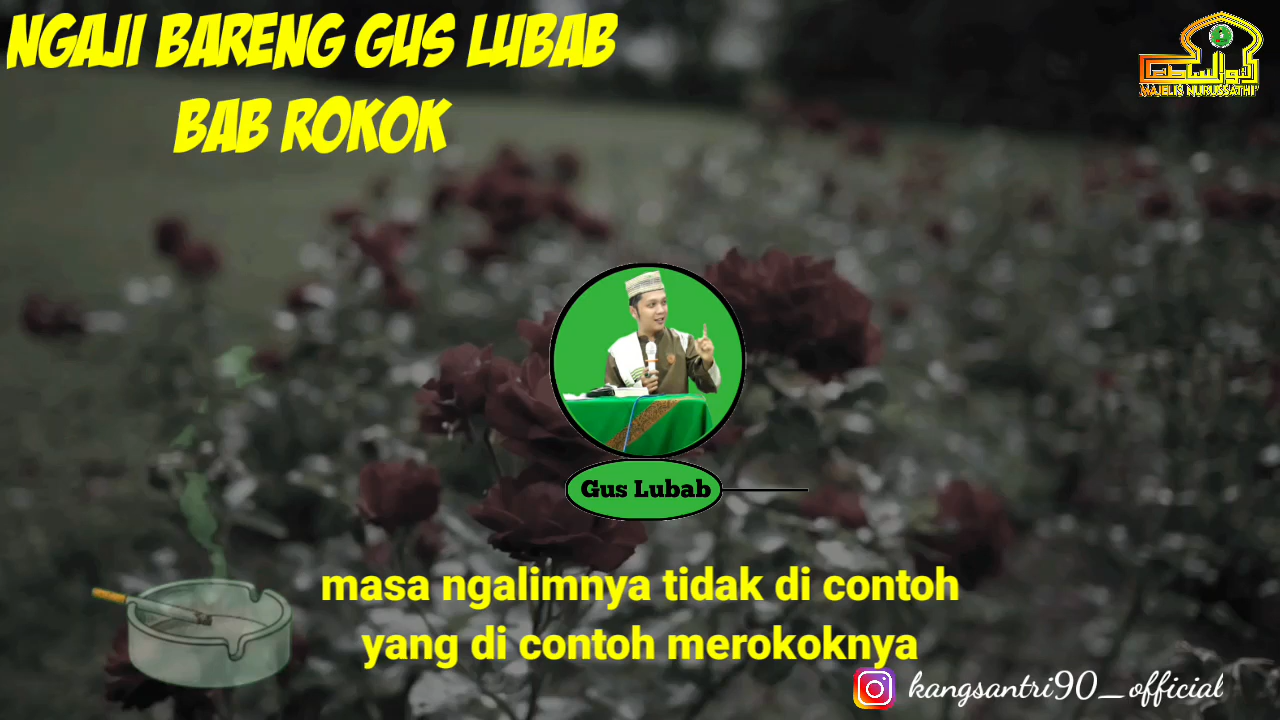 NGAJI BARENG GUS LUBAB
BAB ROKOK
MAJELIS NURUSSATHI'
Gus Lubab
masa ngalimnya tidak di contoh
yang di contoh merokoknya
kangsantri90_official